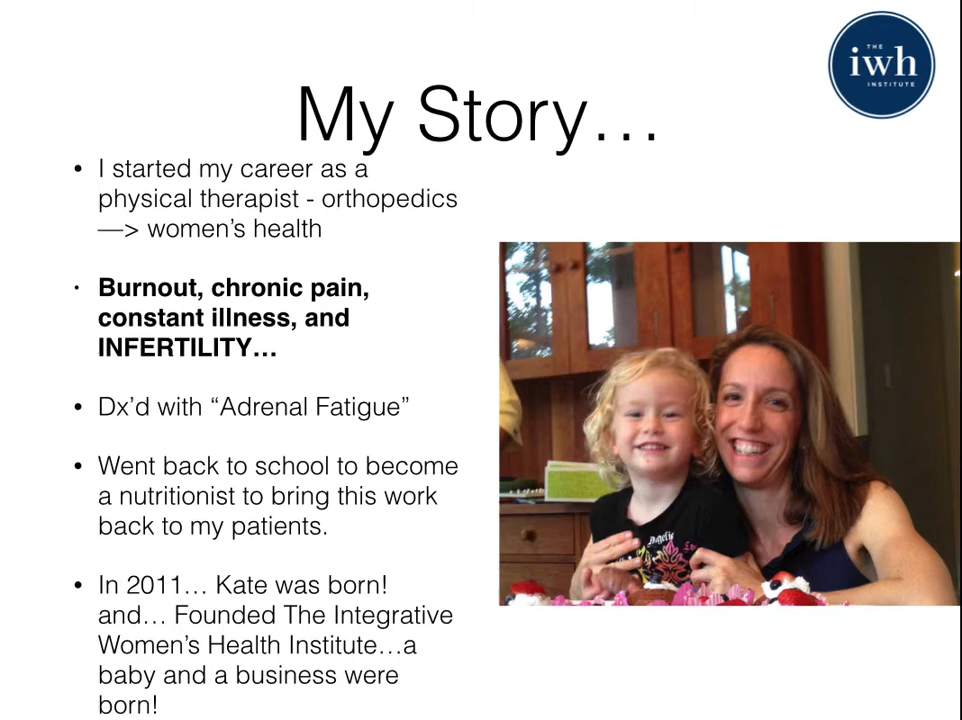 THE
iwh
INSTITUTE
My Story…
• I started my career as a
physical therapist - orthopedics
—> women’s health
• Burnout, chronic pain,
constant illness, and
INFERTILITY…
• Dx’d with “Adrenal Fatigue”
• Went back to school to become
a nutritionist to bring this work
back to my patients.
• In 2011… Kate was born!
and… Founded The Integrative
Women’s Health Institute…a
baby and a business were
born!